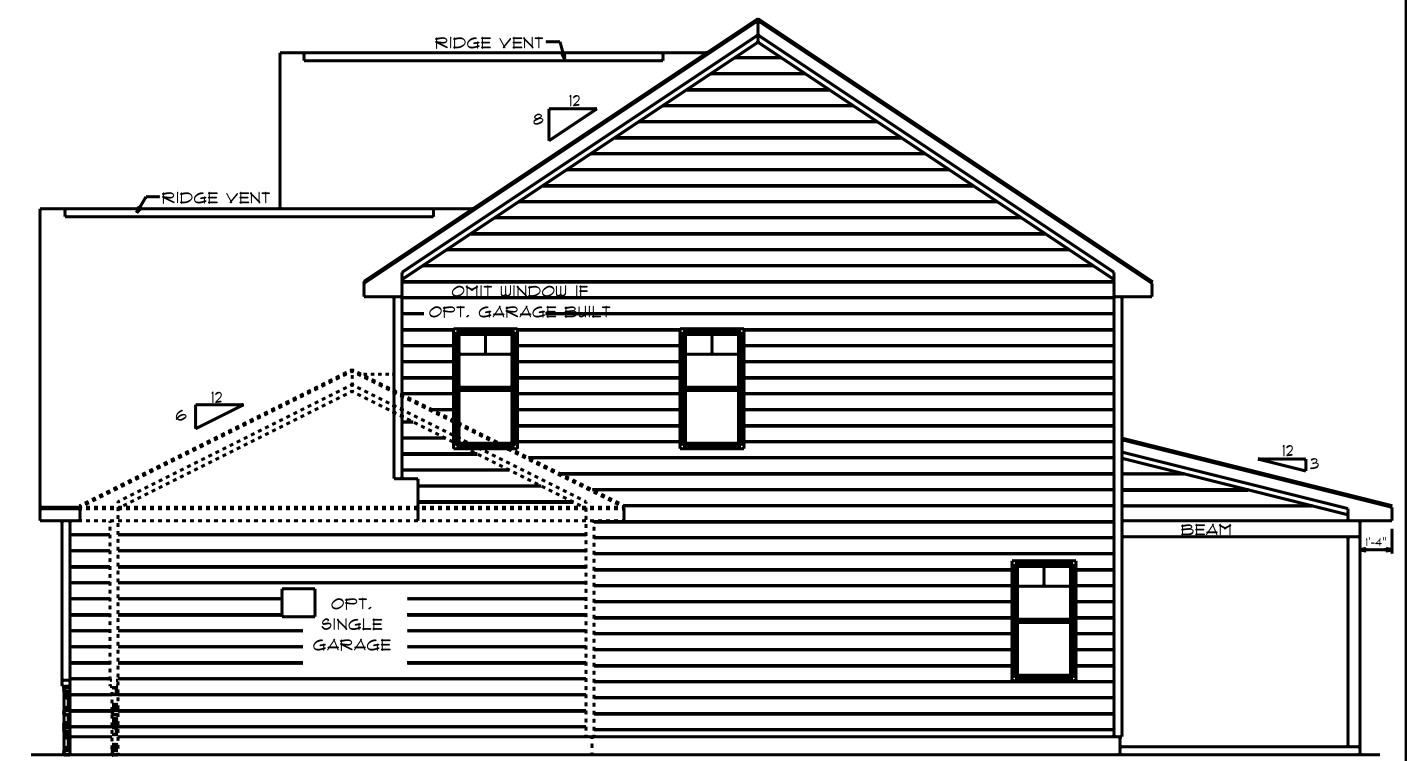 RIDGE VENT
12
8
RIDGE VENT
OMIT WINDOW IF
OPT. GARAGE BUILT
12
6
12
3
BEAM
1'-4"
OPT.
SINGLE
GARAGE